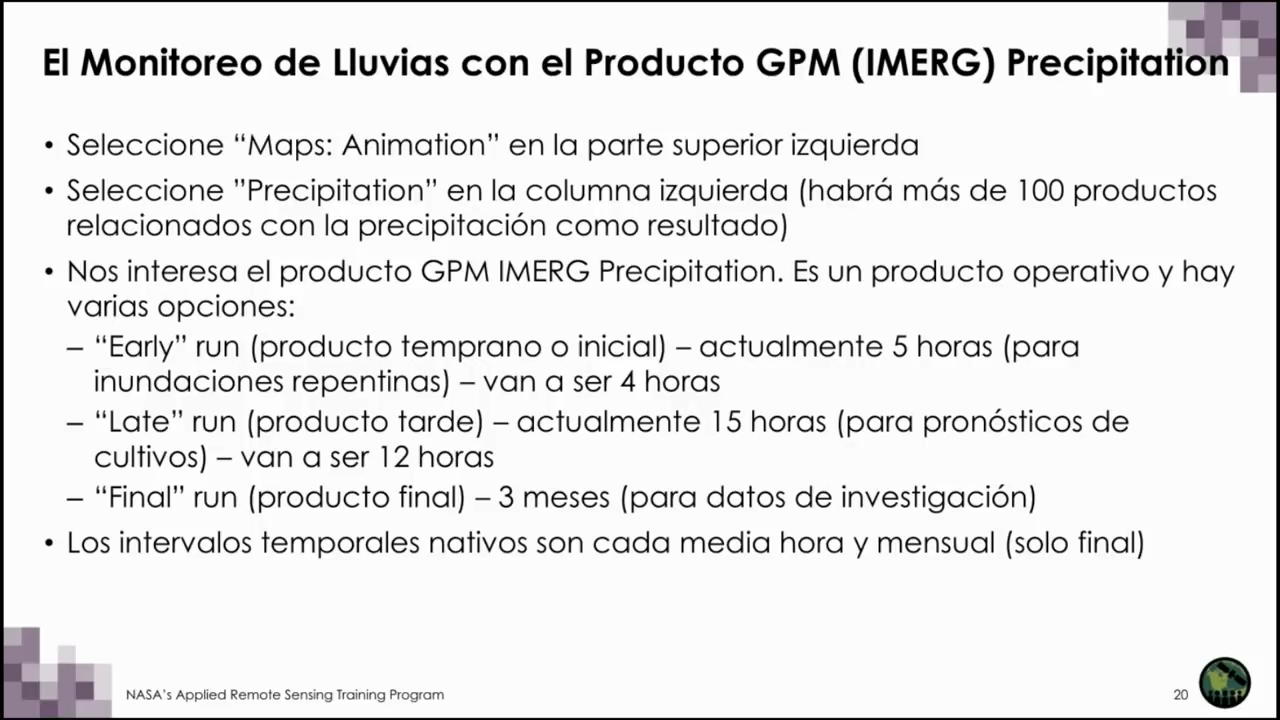 El Monitoreo de Lluvias con el Producto GPM (IMERG) Precipitation
• Seleccione “Maps: Animation” en la parte superior izquierda
• Seleccione ”Precipitation” en la columna izquierda (habrá más de 100 productos
relacionados con la precipitación como resultado)
• Nos interesa el producto GPM IMERG Precipitation. Es un producto operativo y hay
varias opciones:
– “Early” run (producto temprano o inicial) – actualmente 5 horas (para
inundaciones repentinas) – van a ser 4 horas
– “Late” run (producto tarde) – actualmente 15 horas (para pronósticos de
cultivos) – van a ser 12 horas
– “Final” run (producto final) – 3 meses (para datos de investigación)
• Los intervalos temporales nativos son cada media hora y mensual (solo final)
NASA’s Applied Remote Sensing Training Program
20